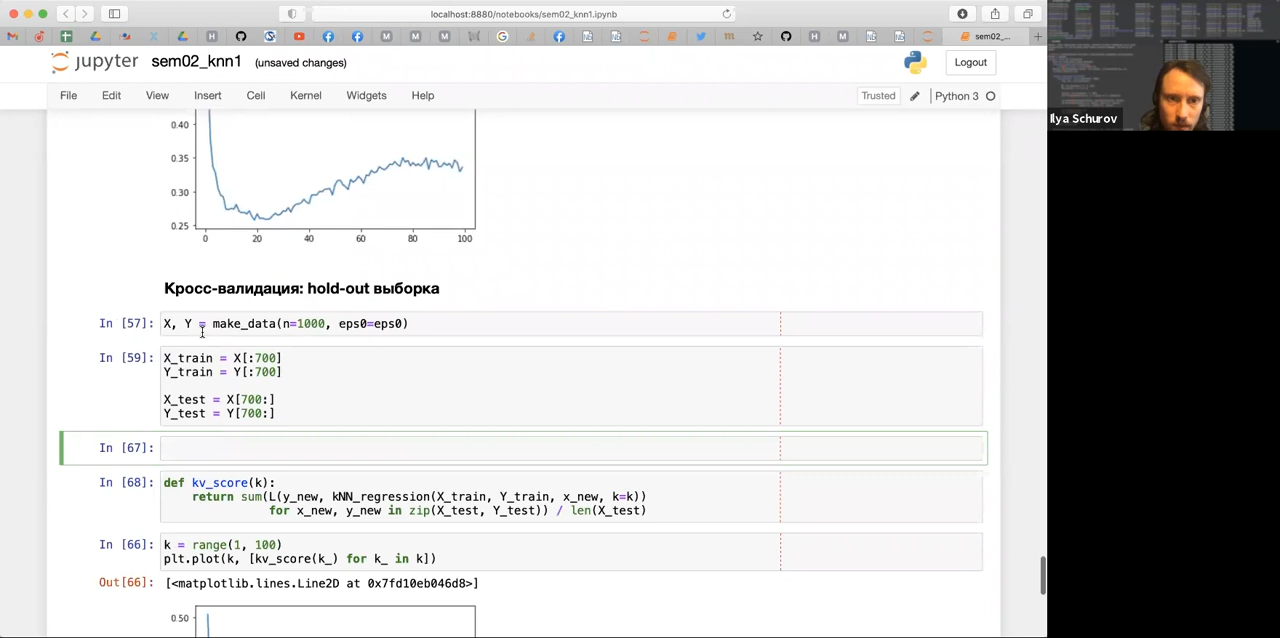 localhost:8880/notebooks/sem02_knn1.ipynb
sem02_...
jupyter sem02_knn1 (unsaved changes)
Logout
File Edit View Insert Cell Kernel Widgets Help
Trusted
Python 3
Ilya Schurov
0.40
0.35
0.30
0.25
0 20 40 60 80 100
Кросс-валидация: hold-out выборка
In [57]: X, Y = make_data(n=1000, eps0=eps0)
In [59]: X_train = X[:700]
Y_train = Y[:700]
X_test = X[700:]
Y_test = Y[700:]
In [67]:
In [68]: def kv_score(k):
return sum(L(y_new, kNN_regression(X_train, Y_train, x_new, k=k))
for x_new, y_new in zip(X_test, Y_test)) / len(X_test)
In [66]: k = range(1, 100)
plt.plot(k, [kv_score(k_) for k_ in k])
Out[66]: [<matplotlib.lines.Line2D at 0x7fd10eb046d8>]
0.50